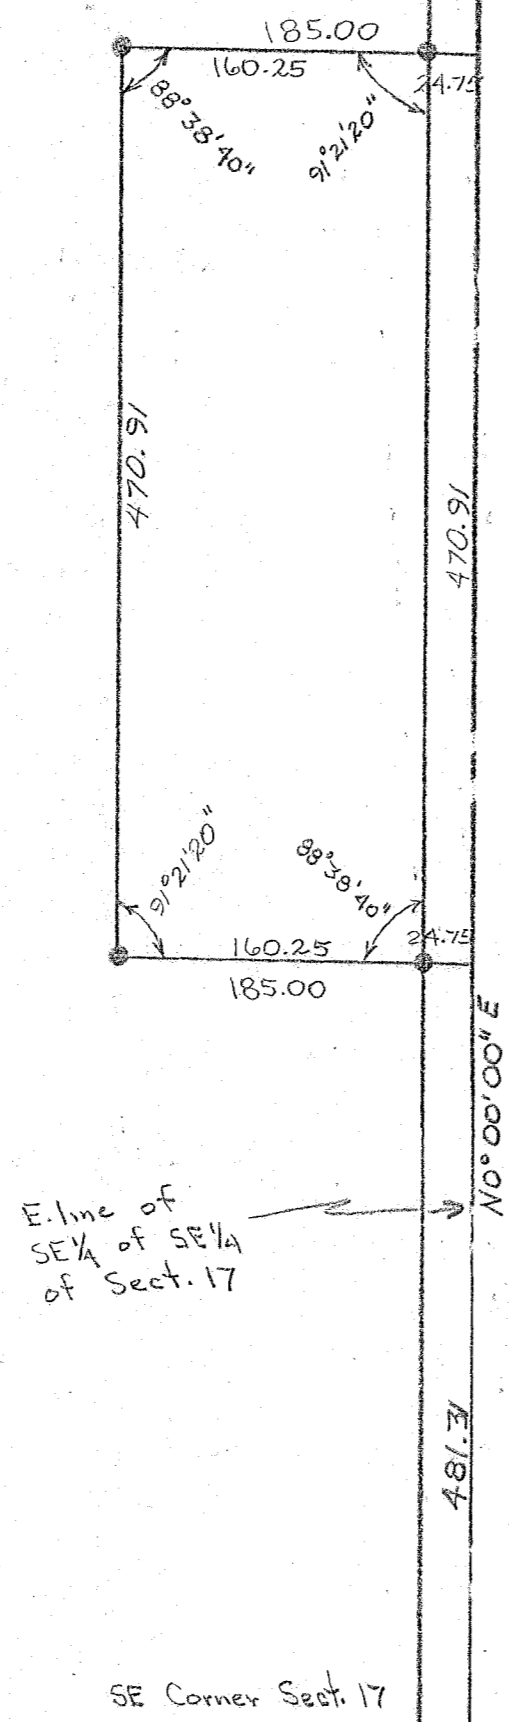 185.00
160.25
24.75
88°38'40"
91°21'20"
470.91
470.91
91°21'20"
88°38'40"
160.25
24.75
185.00
N0°00'00" E
E. line of
SE1/4 of SE1/4
of Sect. 17
481.31
SE Corner Sect. 17